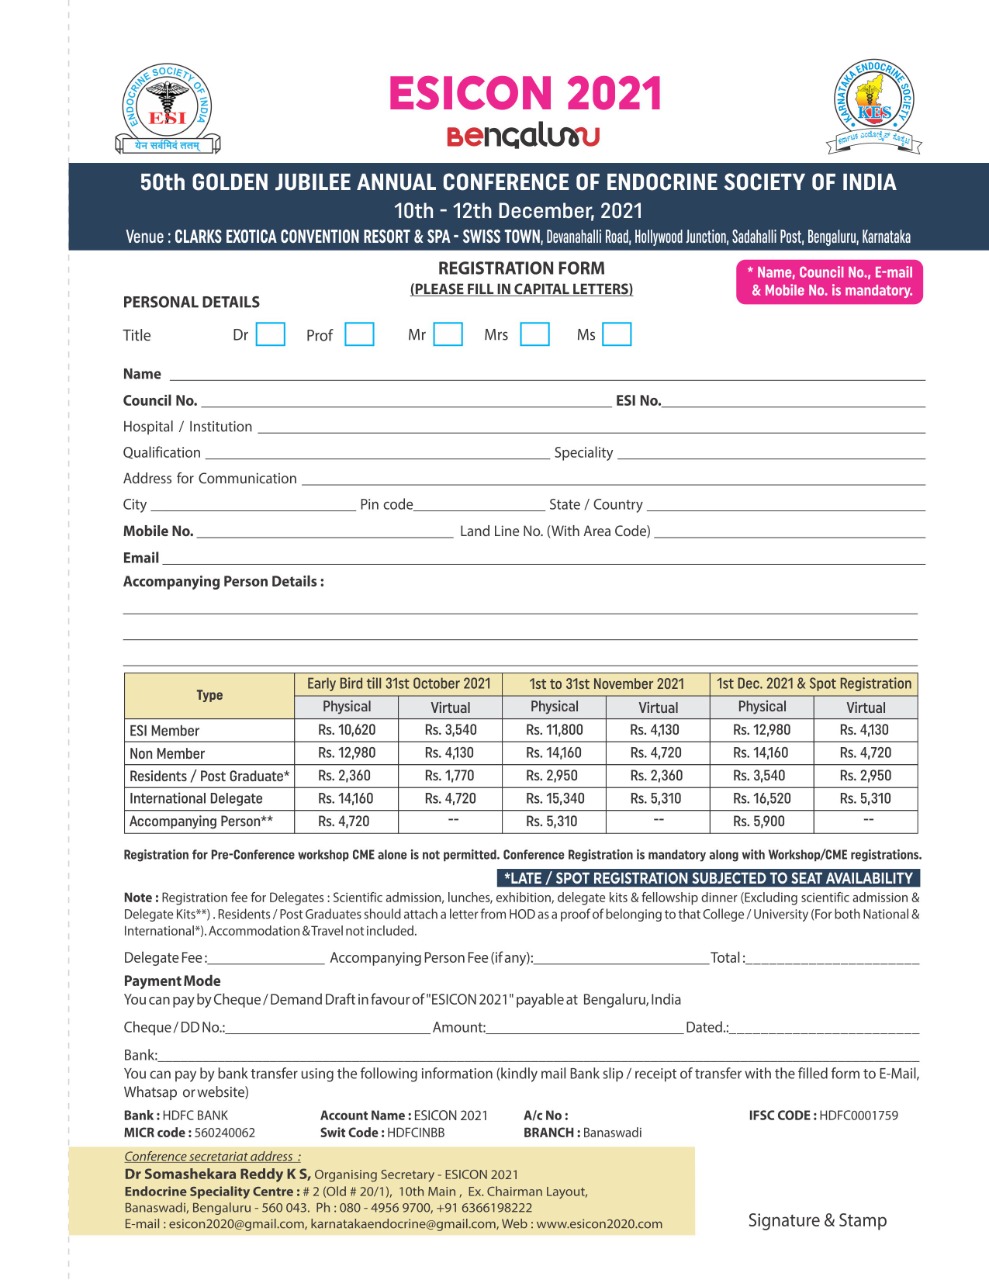 ENDOCRINE SOCIETY OF INDIA
ESI
येन सर्वमिदं ततम्
ESICON 2021
Bengaluru
KARNATAKA ENDOCRINE SOCIETY
KES
50th GOLDEN JUBILEE ANNUAL CONFERENCE OF ENDOCRINE SOCIETY OF INDIA
10th - 12th December, 2021
Venue : CLARKS EXOTICA CONVENTION RESORT & SPA - SWISS TOWN, Devanahalli Road, Hollywood Junction, Sadahalli Post, Bengaluru, Karnataka
REGISTRATION FORM
(PLEASE FILL IN CAPITAL LETTERS)
* Name, Council No., E-mail
& Mobile No. is mandatory.
PERSONAL DETAILS
Title Dr Prof Mr Mrs Ms
Name
Council No. ESI No.
Hospital / Institution
Qualification Speciality
Address for Communication
City Pin code State / Country
Mobile No. Land Line No. (With Area Code)
Email
Accompanying Person Details :
Type Early Bird till 31st October 2021 1st to 31st November 2021 1st Dec. 2021 & Spot Registration
Physical Virtual Physical Virtual Physical Virtual
ESI Member Rs. 10,620 Rs. 3,540 Rs. 11,800 Rs. 4,130 Rs. 12,980 Rs. 4,130
Non Member Rs. 12,980 Rs. 4,130 Rs. 14,160 Rs. 4,720 Rs. 14,160 Rs. 4,720
Residents / Post Graduate* Rs. 2,360 Rs. 1,770 Rs. 2,950 Rs. 2,360 Rs. 3,540 Rs. 2,950
International Delegate Rs. 14,160 Rs. 4,720 Rs. 15,340 Rs. 5,310 Rs. 16,520 Rs. 5,310
Accompanying Person** Rs. 4,720 -- Rs. 5,310 -- Rs. 5,900 --
Registration for Pre-Conference workshop CME alone is not permitted. Conference Registration is mandatory along with Workshop/CME registrations.
*LATE / SPOT REGISTRATION SUBJECTED TO SEAT AVAILABILITY
Note : Registration fee for Delegates : Scientific admission, lunches, exhibition, delegate kits & fellowship dinner (Excluding scientific admission &
Delegate Kits**) . Residents / Post Graduates should attach a letter from HOD as a proof of belonging to that College / University (For both National &
International*). Accommodation & Travel not included.
Delegate Fee : Accompanying Person Fee (if any): Total :
Payment Mode
You can pay by Cheque / Demand Draft in favour of "ESICON 2021" payable at Bengaluru, India
Cheque / DD No.: Amount: Dated.:
Bank:
You can pay by bank transfer using the following information (kindly mail Bank slip / receipt of transfer with the filled form to E-Mail,
Whatsap or website)
Bank : HDFC BANK Account Name : ESICON 2021 A/c No : IFSC CODE : HDFC0001759
MICR code : 560240062 Swit Code : HDFCINBB BRANCH : Banaswadi
Conference secretariat address :
Dr Somashekara Reddy K S, Organising Secretary - ESICON 2021
Endocrine Speciality Centre : # 2 (Old # 20/1), 10th Main , Ex. Chairman Layout,
Banaswadi, Bengaluru - 560 043. Ph : 080 - 4956 9700, +91 6366198222
E-mail : esicon2020@gmail.com, karnatakaendocrine@gmail.com, Web : www.esicon2020.com
Signature & Stamp